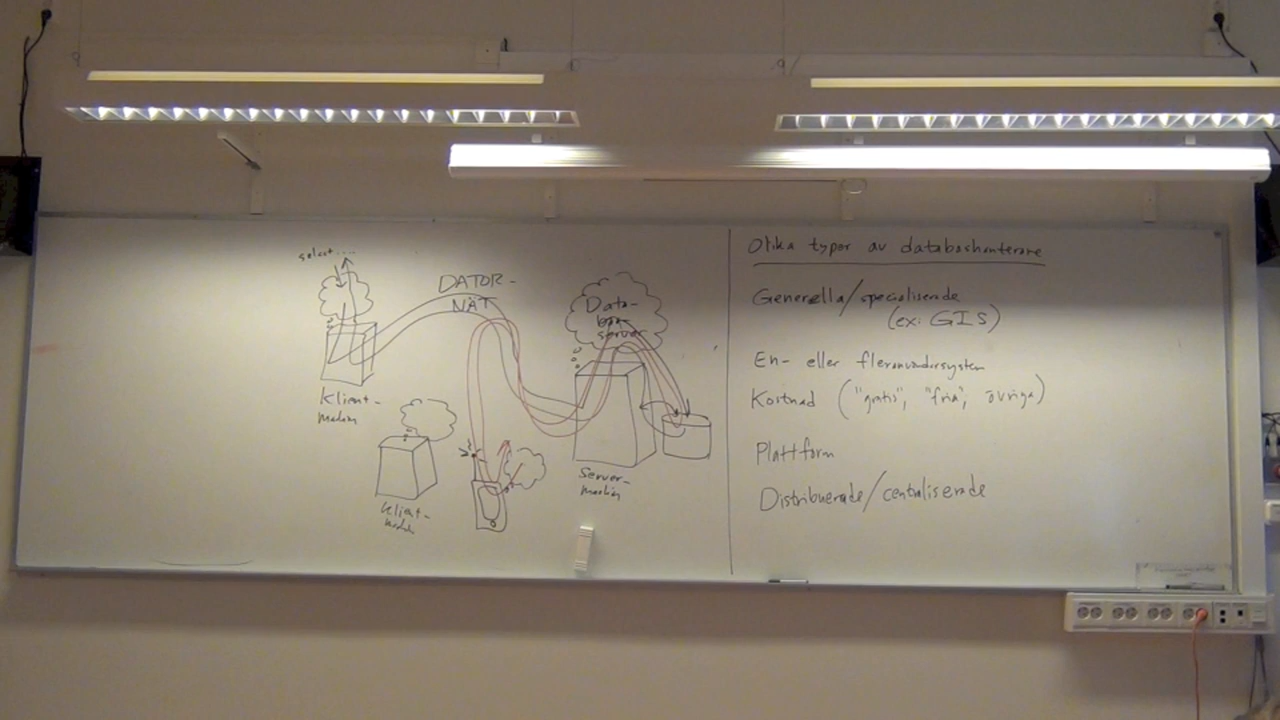 select....
DATOR-
NÄT
Data-
bas-
server
Klient-
maskin
Klient-
maskin
Server-
maskin
Olika typer av databashanterare
Generella/specialiserade
(ex: GIS)
En- eller fleranvändarsystem
Kostnad ("gratis", "fria", övriga)
Plattform
Distribuerade/centraliserade